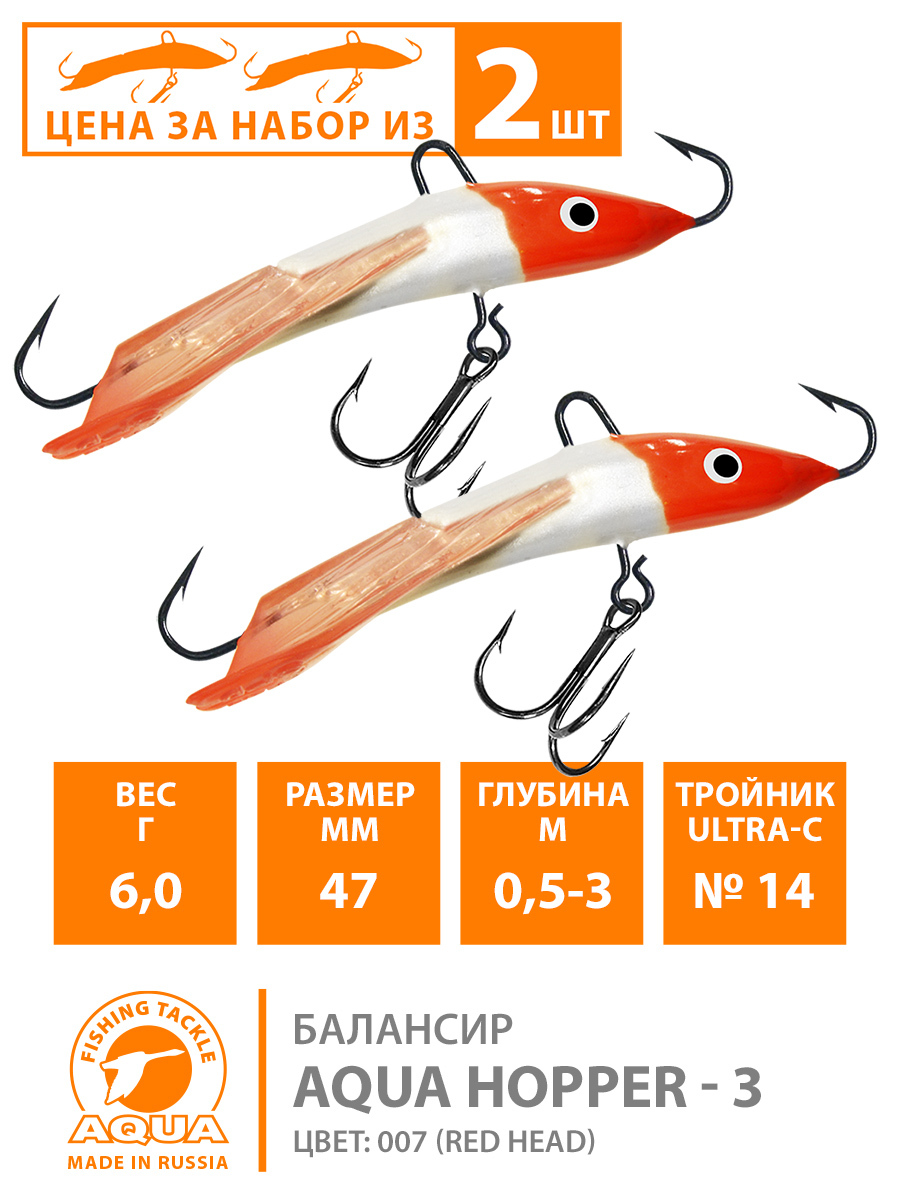 ЦЕНА ЗА НАБОР ИЗ
2 ШТ
ВЕС
Г
6,0
РАЗМЕР
ММ
47
ГЛУБИНА
М
0,5-3
ТРОЙНИК
ULTRA-C
№ 14
FISHING TACKLE
AQUA
MADE IN RUSSIA
БАЛАНСИР
AQUA HOPPER - 3
ЦВЕТ: 007 (RED HEAD)